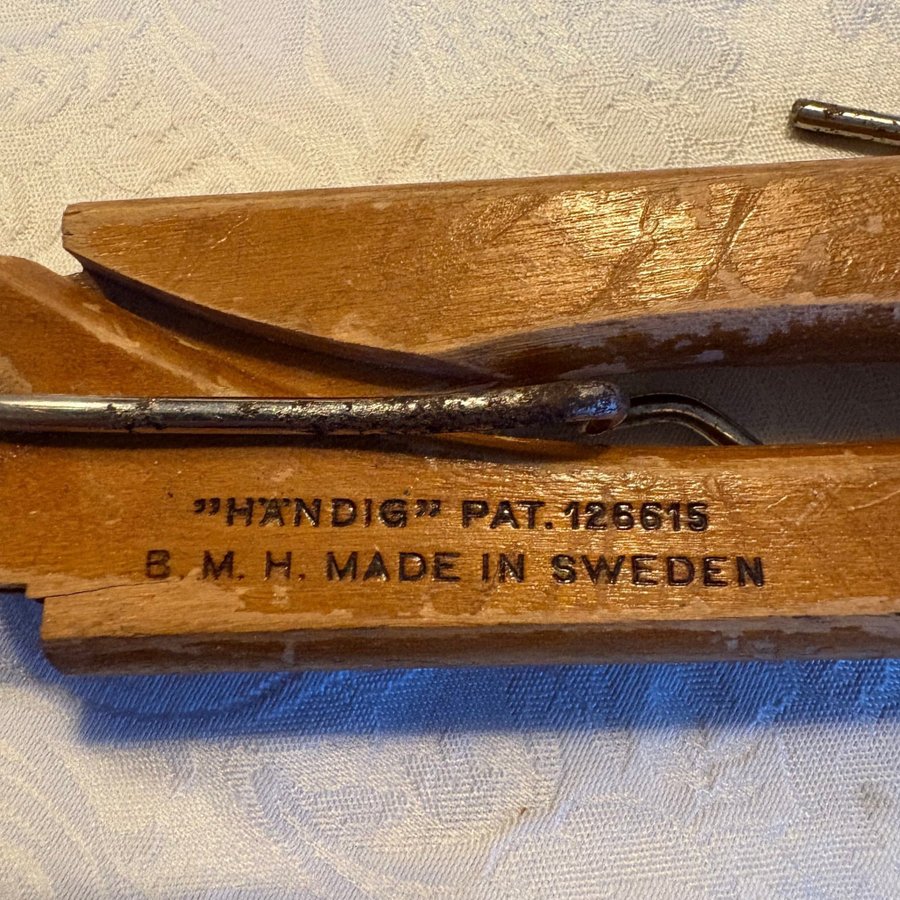 ”HÄNDIG” PAT. 126615
B. M. H. MADE IN SWEDEN